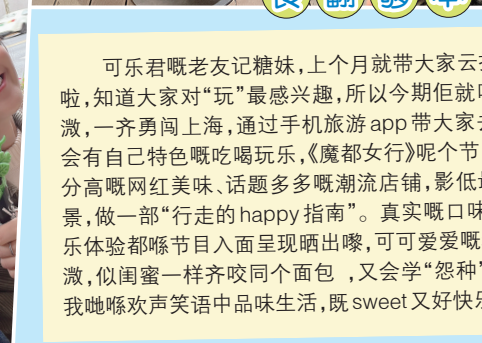 食 翻 够 本
可乐君嘅老友记糖妹，上个月就带大家云
啦，知道大家对“玩”最感兴趣，所以今期佢就
溦，一齐勇闯上海，通过手机旅游app带大家
会有自己特色嘅吃喝玩乐，《魔都女行》呢个节
分高嘅网红美味、话题多多嘅潮流店铺，影低
景，做一部“行走的happy指南”。真实嘅口味
乐体验都喺节目入面呈现晒出嚟，可可爱爱嘅
溦，似闺蜜一样齐咬同个面包 ，又会学“怨种”
我哋喺欢声笑语中品味生活，既sweet又好快乐